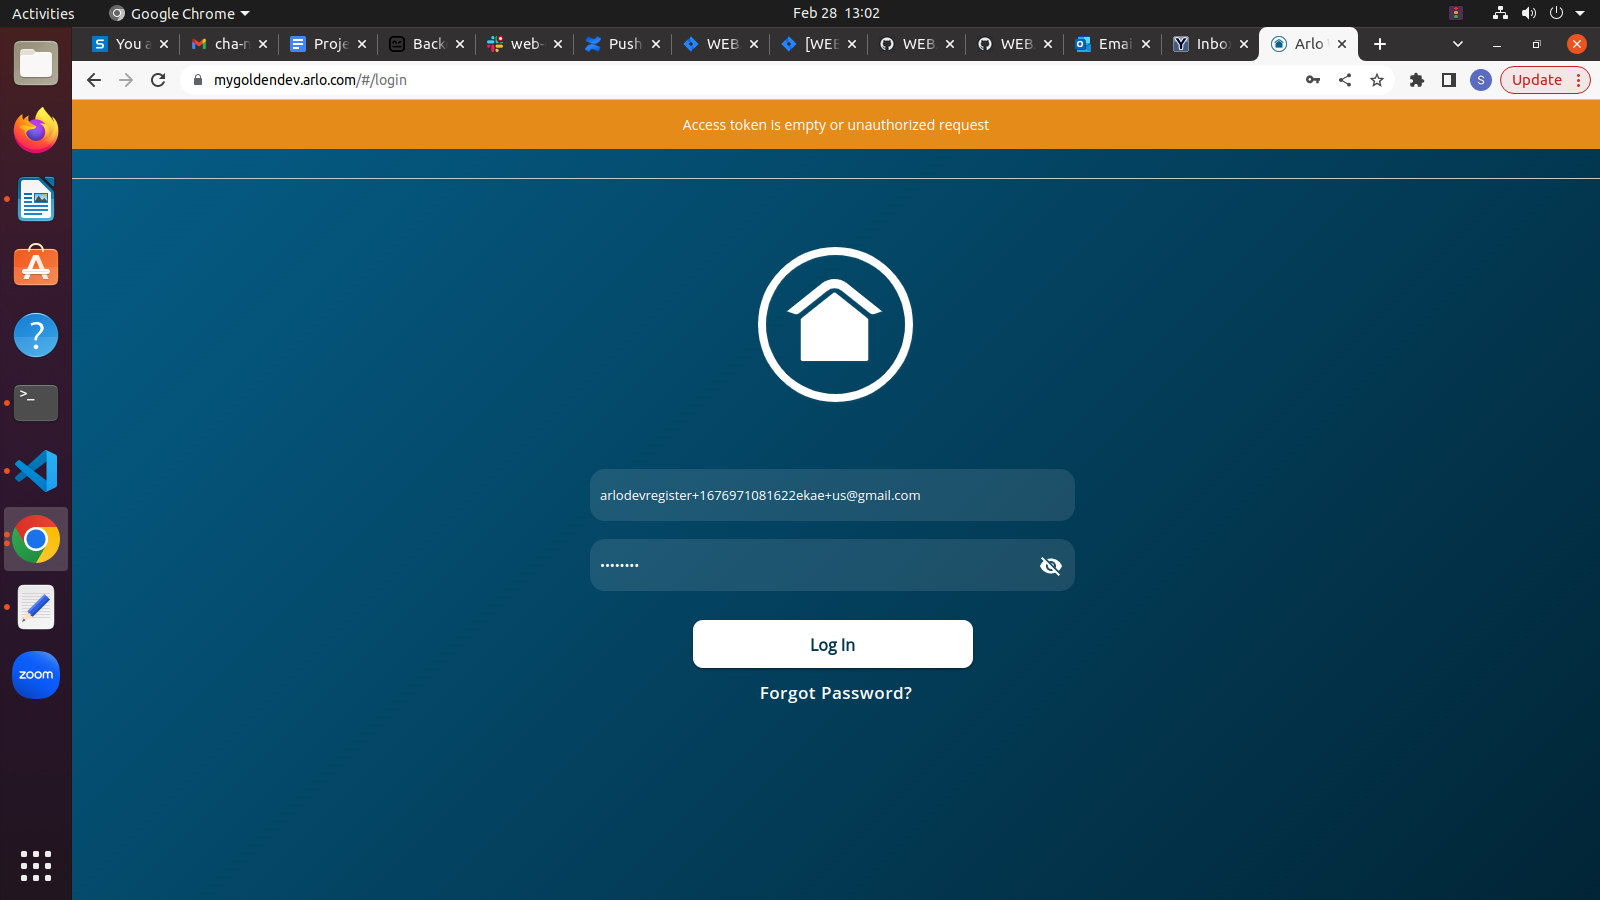 Activities
Google Chrome
Feb 28 13:02
You a
cha-n
Proje
Back
web-
Push
WEB
[WEB
WEB
WEB
Emai
Inbo
Arlo
mygoldendev.arlo.com/#/login
S
Update
Access token is empty or unauthorized request
arlodevregister+1676971081622ekae+us@gmail.com
••••••••
Log In
Forgot Password?
zoom